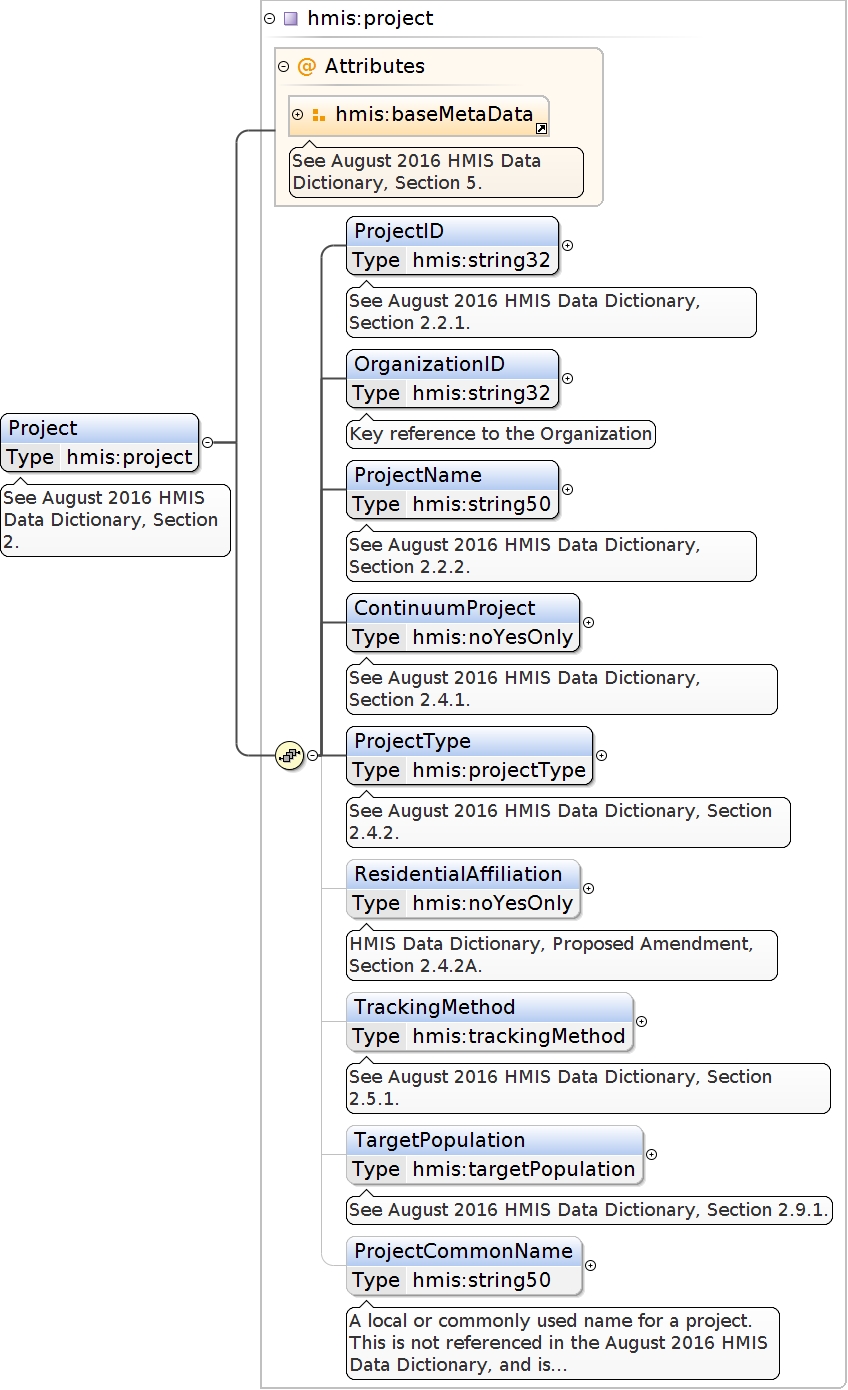 hmis:project
@ Attributes
hmis:baseMetaData
See August 2016 HMIS Data
Dictionary, Section 5.
ProjectID
Type hmis:string32
See August 2016 HMIS Data Dictionary,
Section 2.2.1.
OrganizationID
Type hmis:string32
Key reference to the Organization
Project
Type hmis:project
See August 2016 HMIS
Data Dictionary, Section
2.
ProjectName
Type hmis:string50
See August 2016 HMIS Data Dictionary,
Section 2.2.2.
ContinuumProject
Type hmis:noYesOnly
See August 2016 HMIS Data Dictionary,
Section 2.4.1.
ProjectType
Type hmis:projectType
See August 2016 HMIS Data Dictionary, Section
2.4.2.
ResidentialAffiliation
Type hmis:noYesOnly
HMIS Data Dictionary, Proposed Amendment,
Section 2.4.2A.
TrackingMethod
Type hmis:trackingMethod
See August 2016 HMIS Data Dictionary, Section
2.5.1.
TargetPopulation
Type hmis:targetPopulation
See August 2016 HMIS Data Dictionary, Section 2.9.1.
ProjectCommonName
Type hmis:string50
A local or commonly used name for a project.
This is not referenced in the August 2016 HMIS
Data Dictionary, and is...